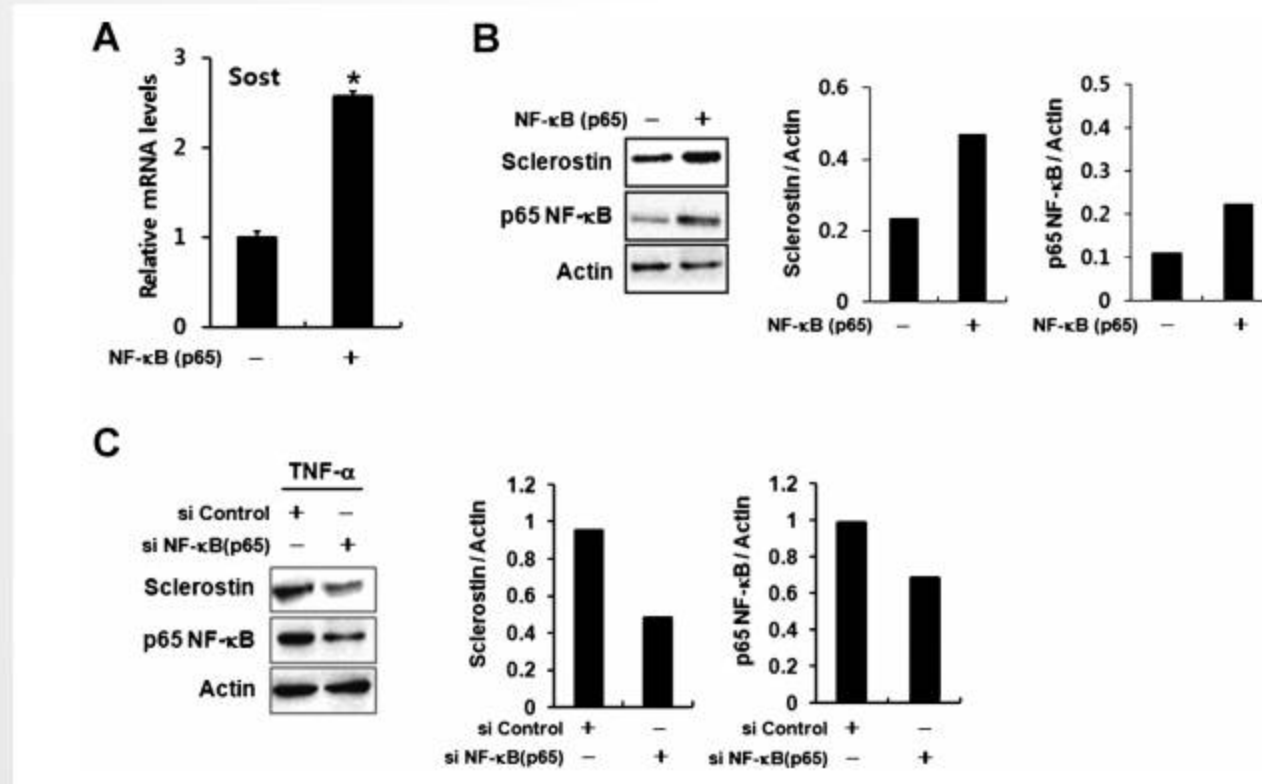 A
3
2
1
0
Relative mRNA levels
Sost
*
NF-κB (p65) − +
B
NF-κB (p65) − +
Sclerostin
p65 NF-κB
Actin
0.6
0.4
0.2
0
Sclerostin / Actin
NF-κB (p65) − +
0.5
0.4
0.3
0.2
0.1
0
p65 NF-κB / Actin
NF-κB (p65) − +
C
TNF-α
si Control + −
si NF-κB(p65) − +
Sclerostin
p65 NF-κB
Actin
1.2
1
0.8
0.6
0.4
0.2
0
Sclerostin / Actin
si Control + −
si NF-κB(p65) − +
1.2
1
0.8
0.6
0.4
0.2
0
p65 NF-κB / Actin
si Control + −
si NF-κB(p65) − +